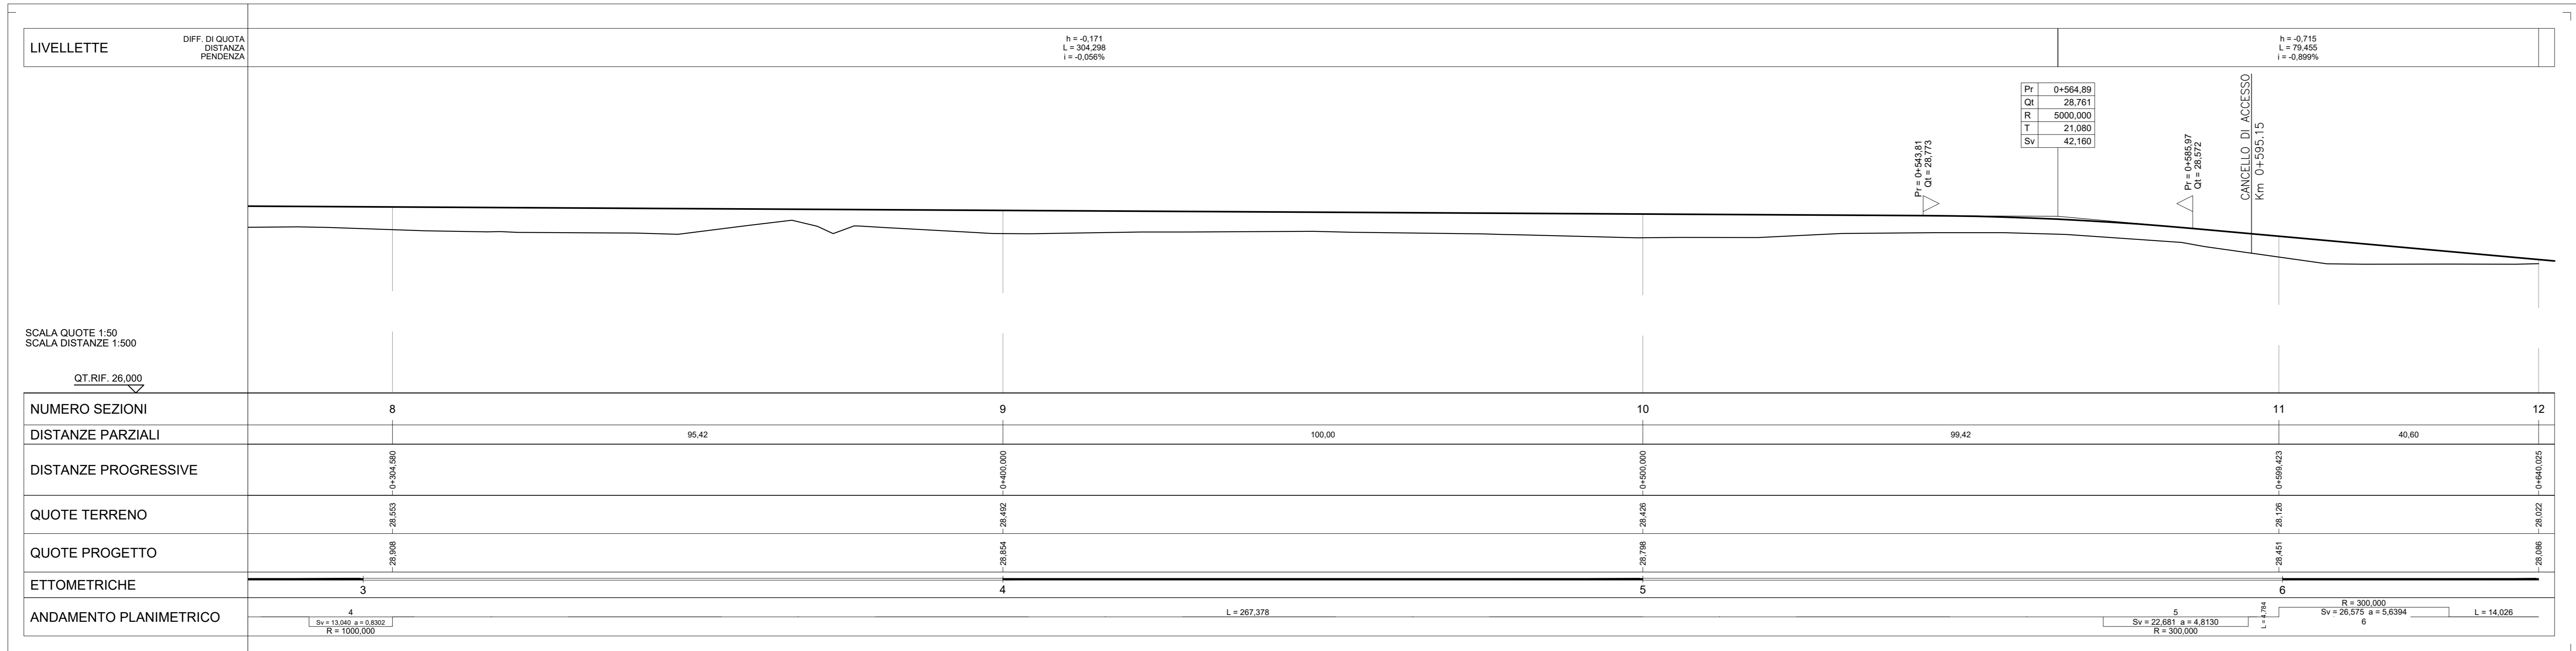 LIVELLETTE
DIFF. DI QUOTA
DISTANZA
PENDENZA
h = -0,171
L = 304,298
i = -0,056%
h = -0,715
L = 79,455
i = -0,899%
Pr 0+564,89
Qt 28,761
R 5000,000
T 21,080
Sv 42,160
Pr = 0+543,81
Qt = 28,773
Pr = 0+585,97
Qt = 28,572
CANCELLO DI ACCESSO
Km 0+595.15
SCALA QUOTE 1:50
SCALA DISTANZE 1:500
QT.RIF. 26,000
NUMERO SEZIONI 8 9 10 11 12
DISTANZE PARZIALI 95,42 100,00 99,42 40,60
DISTANZE PROGRESSIVE 0+304,580 0+400,000 0+500,000 0+599,423 0+640,025
QUOTE TERRENO 28,553 28,492 28,426 28,126 28,022
QUOTE PROGETTO 28,908 28,854 28,798 28,451 28,086
ETTOMETRICHE 3 4 5 6
ANDAMENTO PLANIMETRICO
4
Sv = 13,040 a = 0,8302
R = 1000,000
L = 267,378
5
Sv = 22,681 a = 4,8130
R = 300,000
L = 4,784
R = 300,000
Sv = 26,575 a = 5,6394
6
L = 14,026